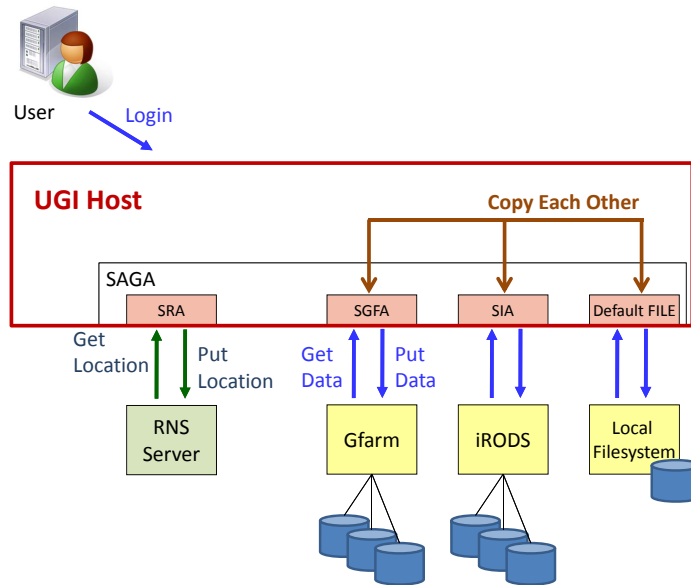 User
Login
UGI Host
Copy Each Other
SAGA
SRA
SGFA
SIA
Default FILE
Get
Location
Put
Location
Get
Data
Put
Data
RNS
Server
Gfarm
iRODS
Local
Filesystem